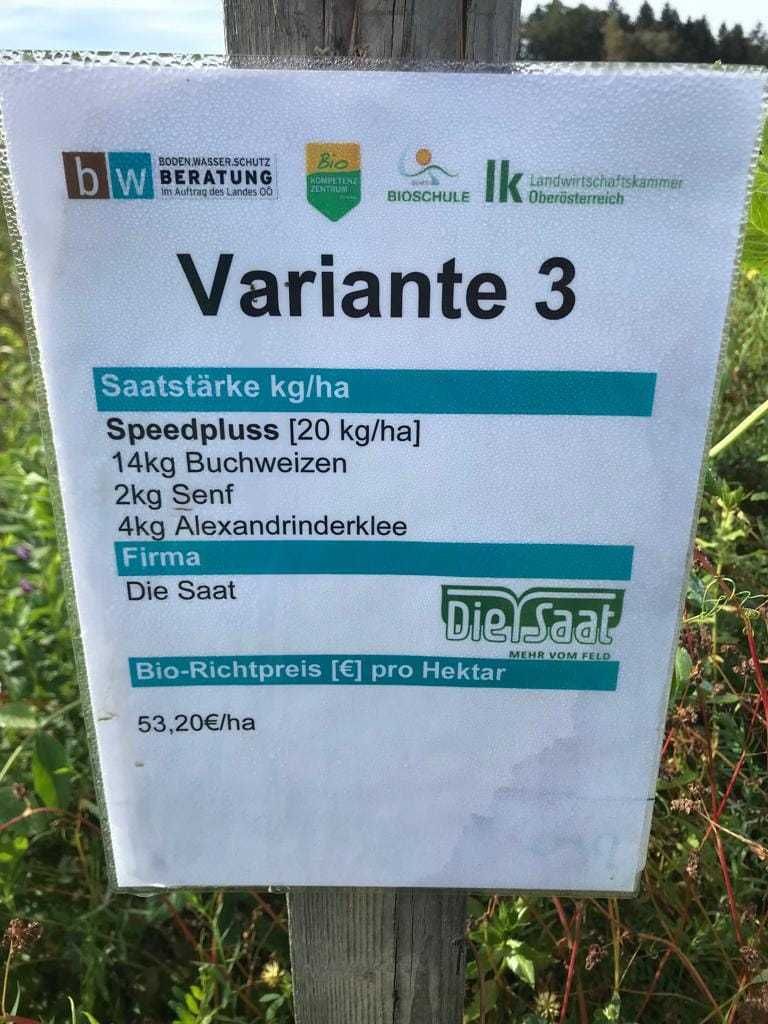 bw BODEN.WASSER.SCHUTZ
BERATUNG
im Auftrag des Landes OÖ
Bio
KOMPETENZ
ZENTRUM
BIOSCHULE
lk Landwirtschaftskammer
Oberösterreich
Variante 3
Saatstärke kg/ha
Speedpluss [20 kg/ha]
14kg Buchweizen
2kg Senf
4kg Alexandrinderklee
Firma
Die Saat
Die Saat
MEHR VOM FELD
Bio-Richtpreis [€] pro Hektar
53,20€/ha